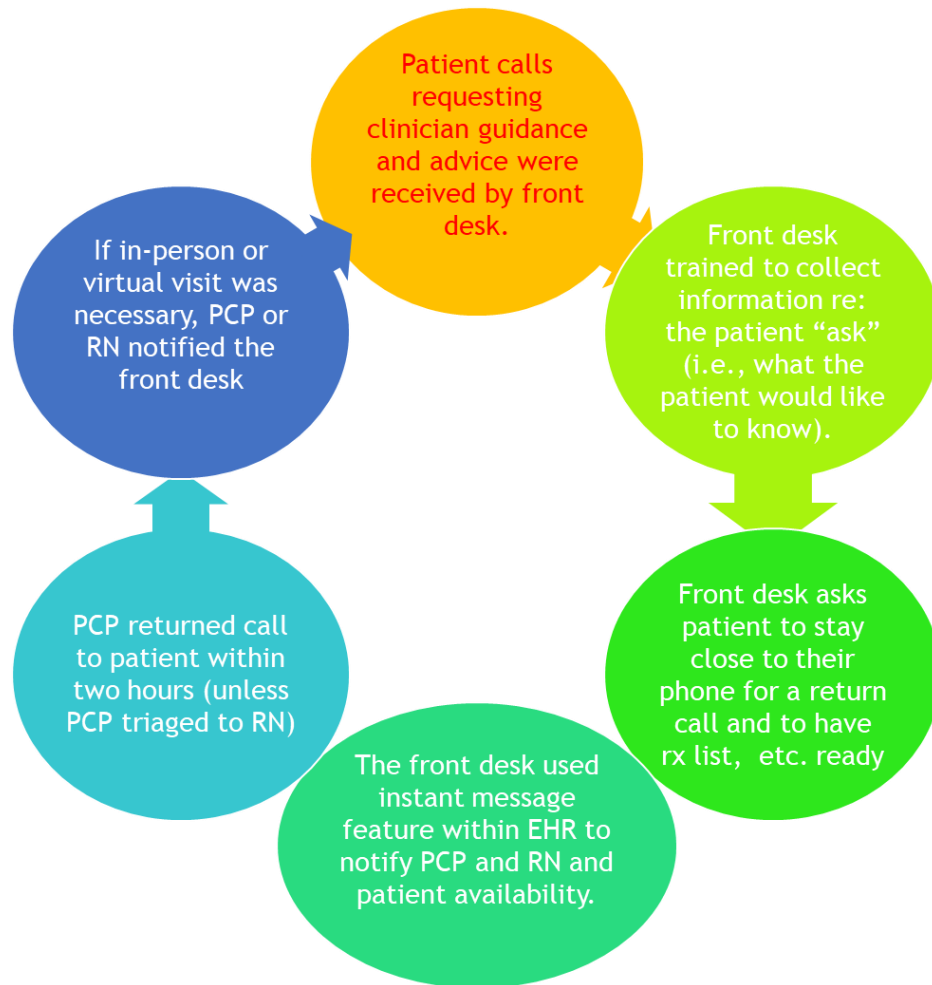 Patient calls
requesting
clinician guidance
and advice were
received by front
desk.
Front desk
trained to collect
information re:
the patient “ask”
(i.e., what the
patient would like
to know).
Front desk asks
patient to stay
close to their
phone for a return
call and to have
rx list, etc. ready
The front desk used
instant message
feature within EHR to
notify PCP and RN and
patient availability.
PCP returned call
to patient within
two hours (unless
PCP triaged to RN)
If in-person or
virtual visit was
necessary, PCP or
RN notified the
front desk